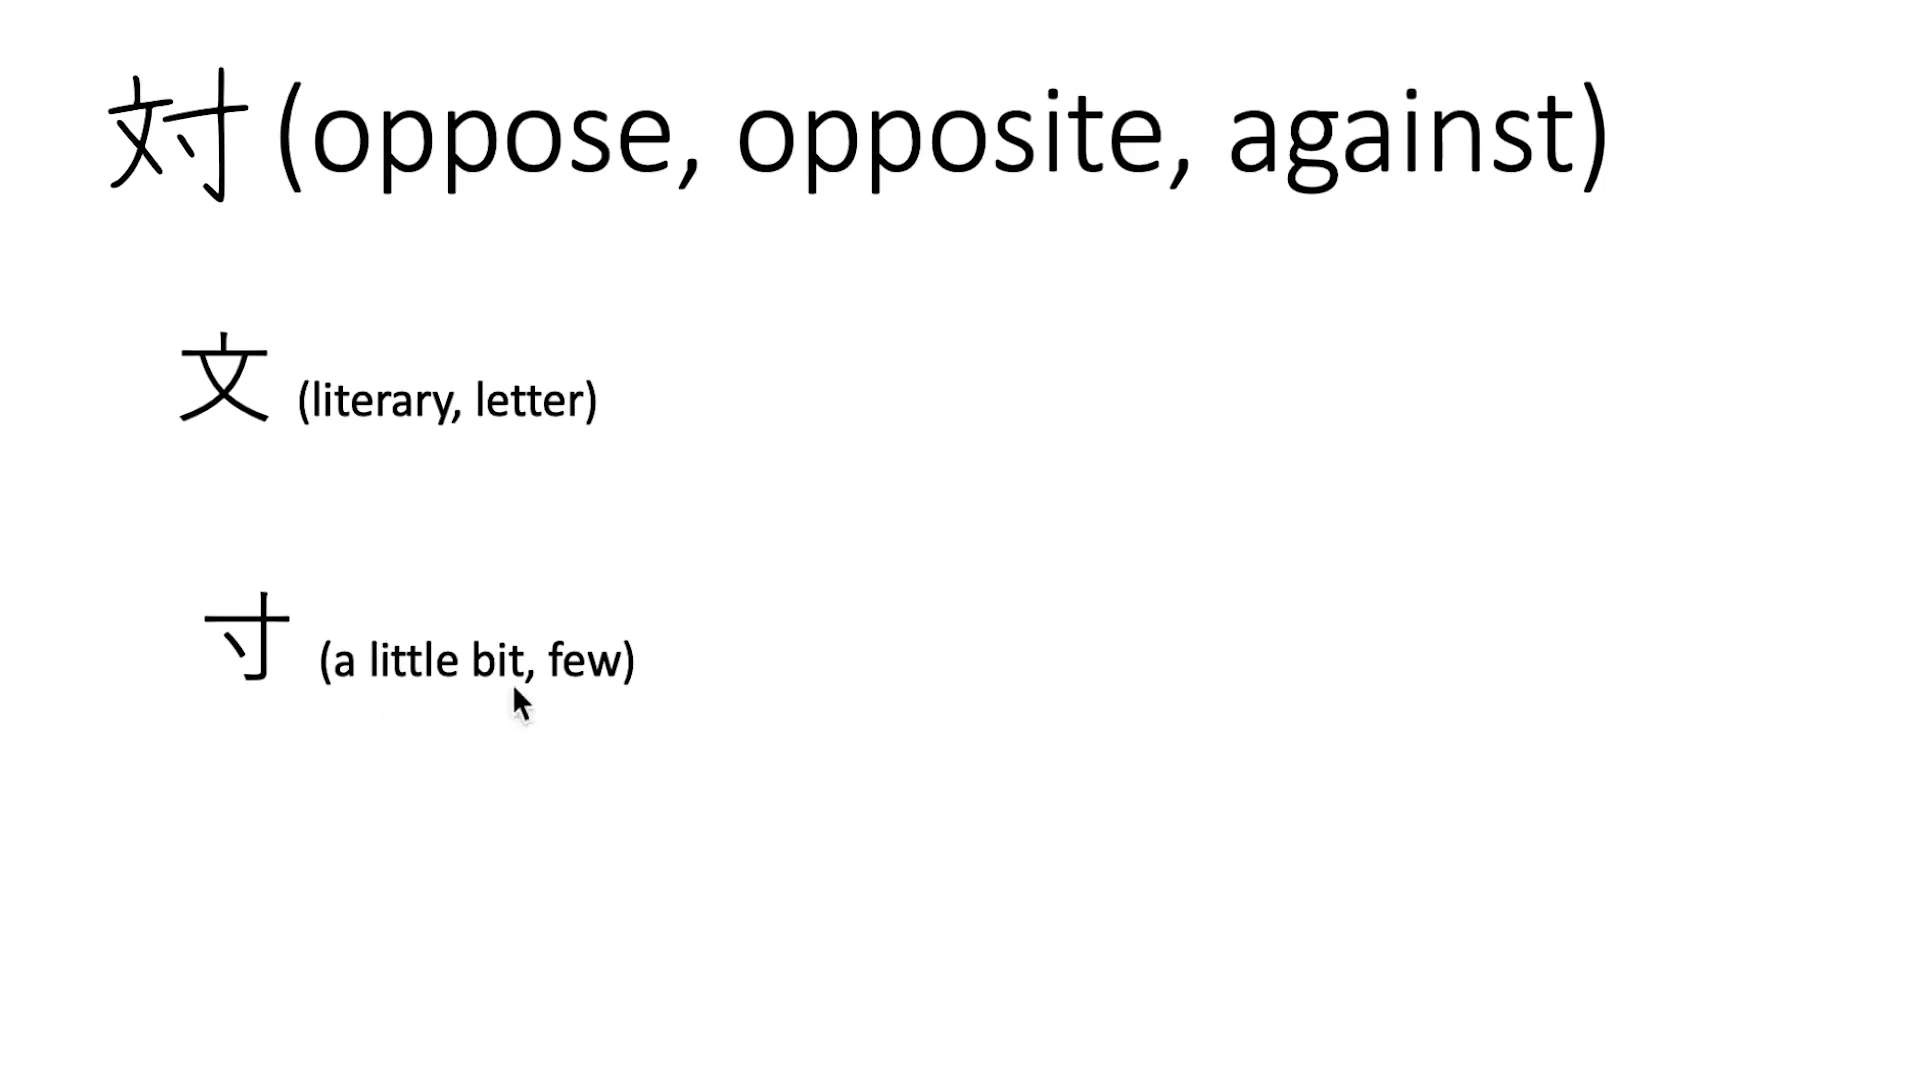 対(oppose, opposite, against)
文 (literary, letter)
寸 (a little bit, few)